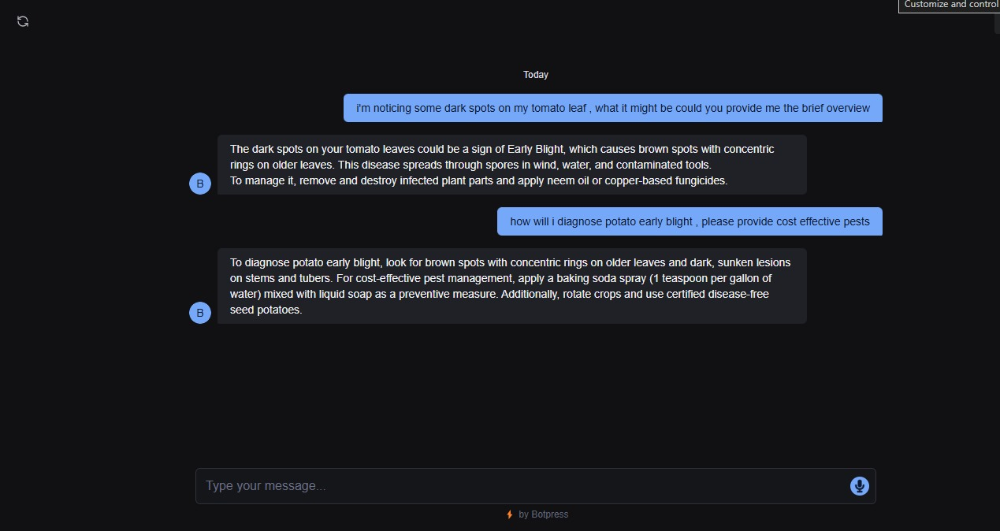 Customize and control
Today
i'm noticing some dark spots on my tomato leaf , what it might be could you provide me the brief overview
The dark spots on your tomato leaves could be a sign of Early Blight, which causes brown spots with concentric
rings on older leaves. This disease spreads through spores in wind, water, and contaminated tools.
To manage it, remove and destroy infected plant parts and apply neem oil or copper-based fungicides.
B
how will i diagnose potato early blight , please provide cost effective pests
To diagnose potato early blight, look for brown spots with concentric rings on older leaves and dark, sunken lesions
on stems and tubers. For cost-effective pest management, apply a baking soda spray (1 teaspoon per gallon of
water) mixed with liquid soap as a preventive measure. Additionally, rotate crops and use certified disease-free
seed potatoes.
B
Type your message...
by Botpress